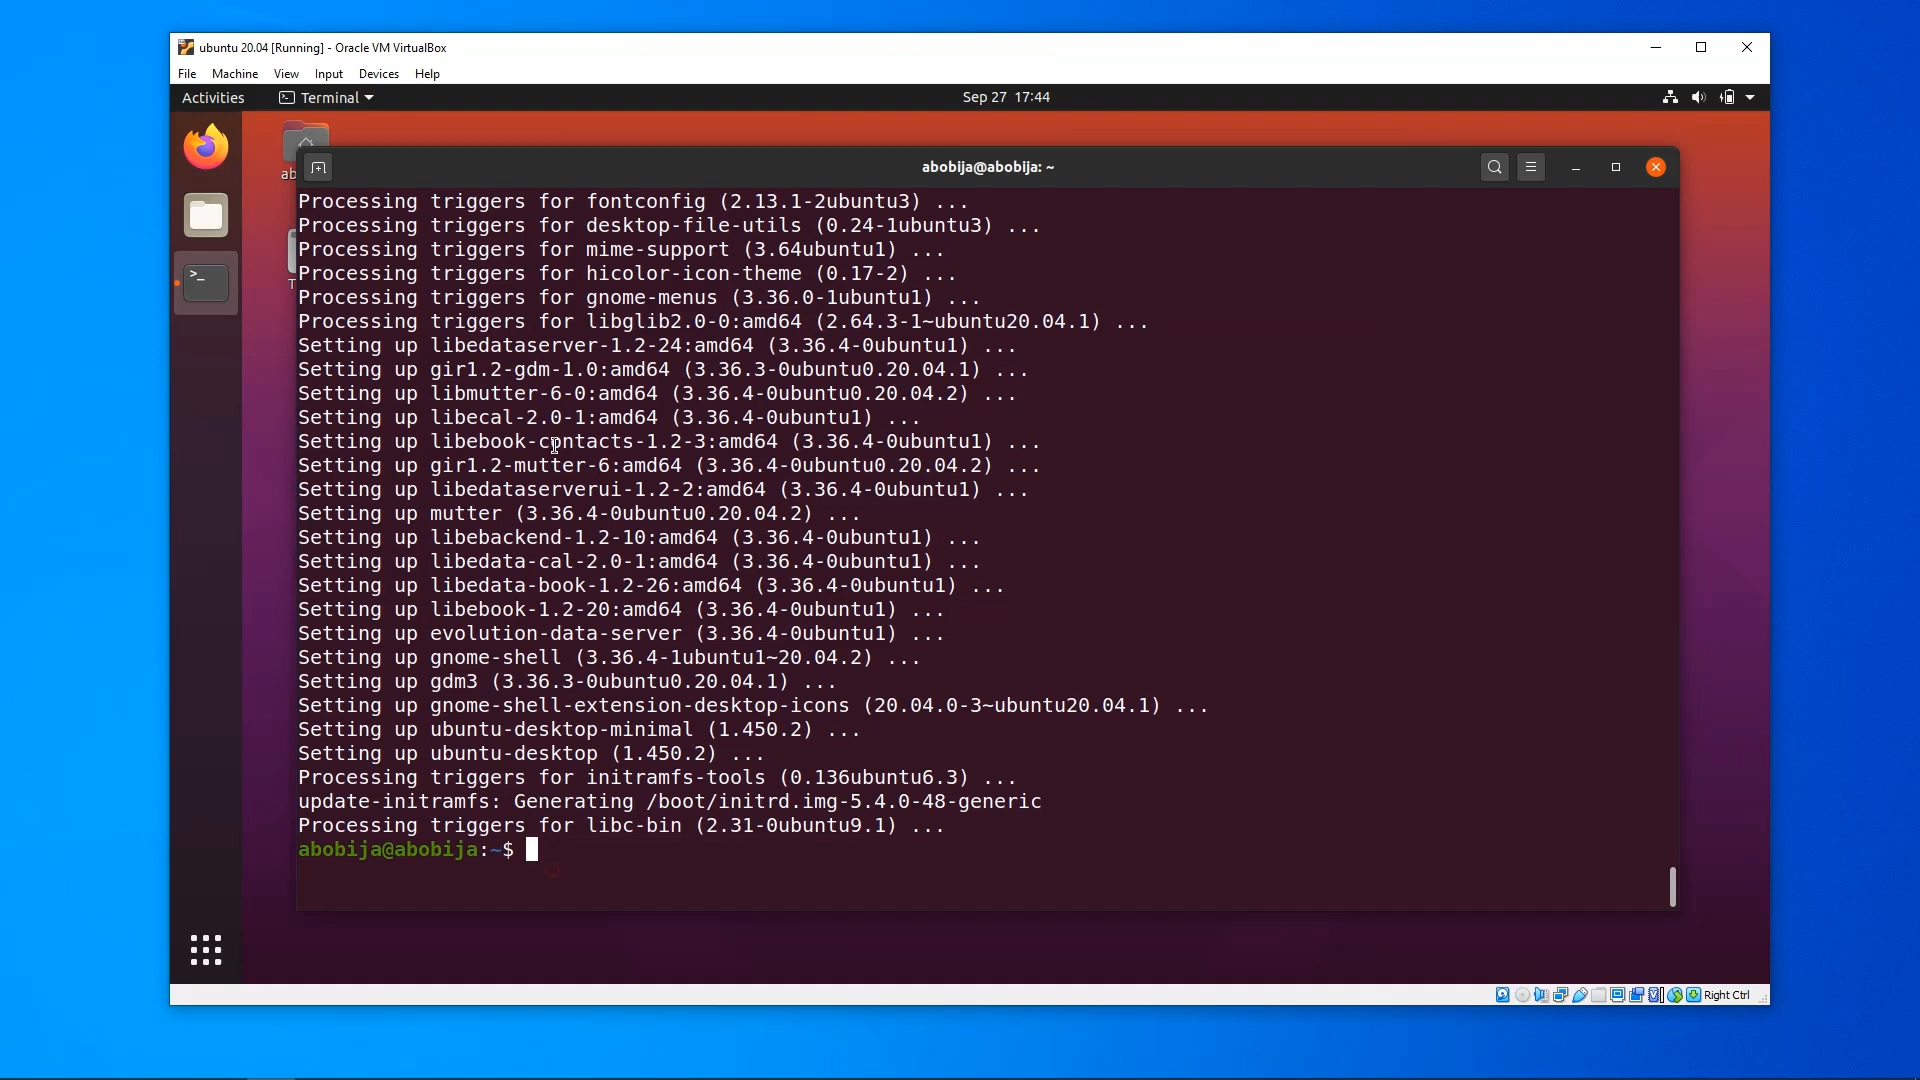 ubuntu 20.04 [Running] - Oracle VM VirtualBox
File Machine View Input Devices Help
Activities Terminal Sep 27 17:44
abobija@abobija: ~
Processing triggers for fontconfig (2.13.1-2ubuntu3) ...
Processing triggers for desktop-file-utils (0.24-1ubuntu3) ...
Processing triggers for mime-support (3.64ubuntu1) ...
Processing triggers for hicolor-icon-theme (0.17-2) ...
Processing triggers for gnome-menus (3.36.0-1ubuntu1) ...
Processing triggers for libglib2.0-0:amd64 (2.64.3-1~ubuntu20.04.1) ...
Setting up libedataserver-1.2-24:amd64 (3.36.4-0ubuntu1) ...
Setting up gir1.2-gdm-1.0:amd64 (3.36.3-0ubuntu0.20.04.1) ...
Setting up libmutter-6-0:amd64 (3.36.4-0ubuntu0.20.04.2) ...
Setting up libecal-2.0-1:amd64 (3.36.4-0ubuntu1) ...
Setting up libebook-contacts-1.2-3:amd64 (3.36.4-0ubuntu1) ...
Setting up gir1.2-mutter-6:amd64 (3.36.4-0ubuntu0.20.04.2) ...
Setting up libedataserverui-1.2-2:amd64 (3.36.4-0ubuntu1) ...
Setting up mutter (3.36.4-0ubuntu0.20.04.2) ...
Setting up libebackend-1.2-10:amd64 (3.36.4-0ubuntu1) ...
Setting up libedata-cal-2.0-1:amd64 (3.36.4-0ubuntu1) ...
Setting up libedata-book-1.2-26:amd64 (3.36.4-0ubuntu1) ...
Setting up libebook-1.2-20:amd64 (3.36.4-0ubuntu1) ...
Setting up evolution-data-server (3.36.4-0ubuntu1) ...
Setting up gnome-shell (3.36.4-1ubuntu1~20.04.2) ...
Setting up gdm3 (3.36.3-0ubuntu0.20.04.1) ...
Setting up gnome-shell-extension-desktop-icons (20.04.0-3~ubuntu20.04.1) ...
Setting up ubuntu-desktop-minimal (1.450.2) ...
Setting up ubuntu-desktop (1.450.2) ...
Processing triggers for initramfs-tools (0.136ubuntu6.3) ...
update-initramfs: Generating /boot/initrd.img-5.4.0-48-generic
Processing triggers for libc-bin (2.31-0ubuntu9.1) ...
abobija@abobija:~$
Right Ctrl